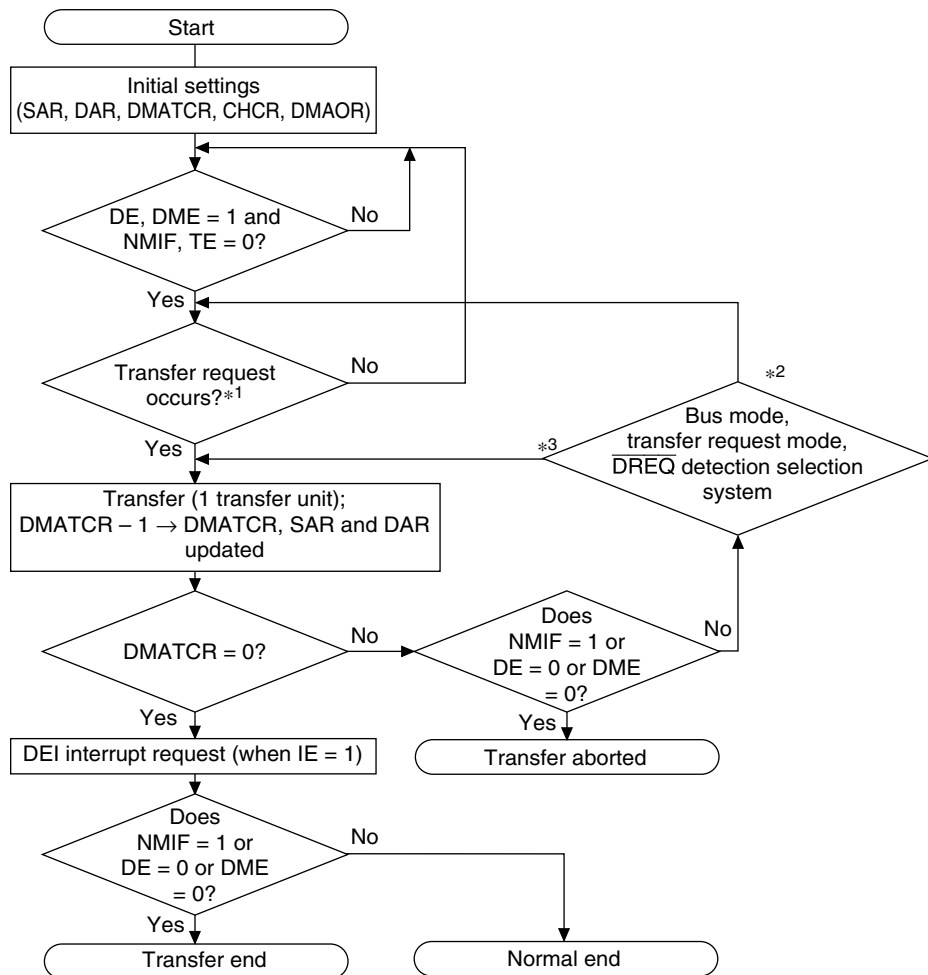 Start
Initial settings
(SAR, DAR, DMATCR, CHCR, DMAOR)
DE, DME = 1 and
NMIF, TE = 0?
No
Yes
Transfer request
occurs?*1
No
Yes
*2
Bus mode,
transfer request mode,
DREQ detection selection
system
*3
Transfer (1 transfer unit);
DMATCR – 1 → DMATCR, SAR and DAR
updated
DMATCR = 0?
No
Yes
Does
NMIF = 1 or
DE = 0 or DME
= 0?
No
Yes
Transfer aborted
DEI interrupt request (when IE = 1)
Does
NMIF = 1 or
DE = 0 or DME
= 0?
No
Yes
Transfer end
Normal end